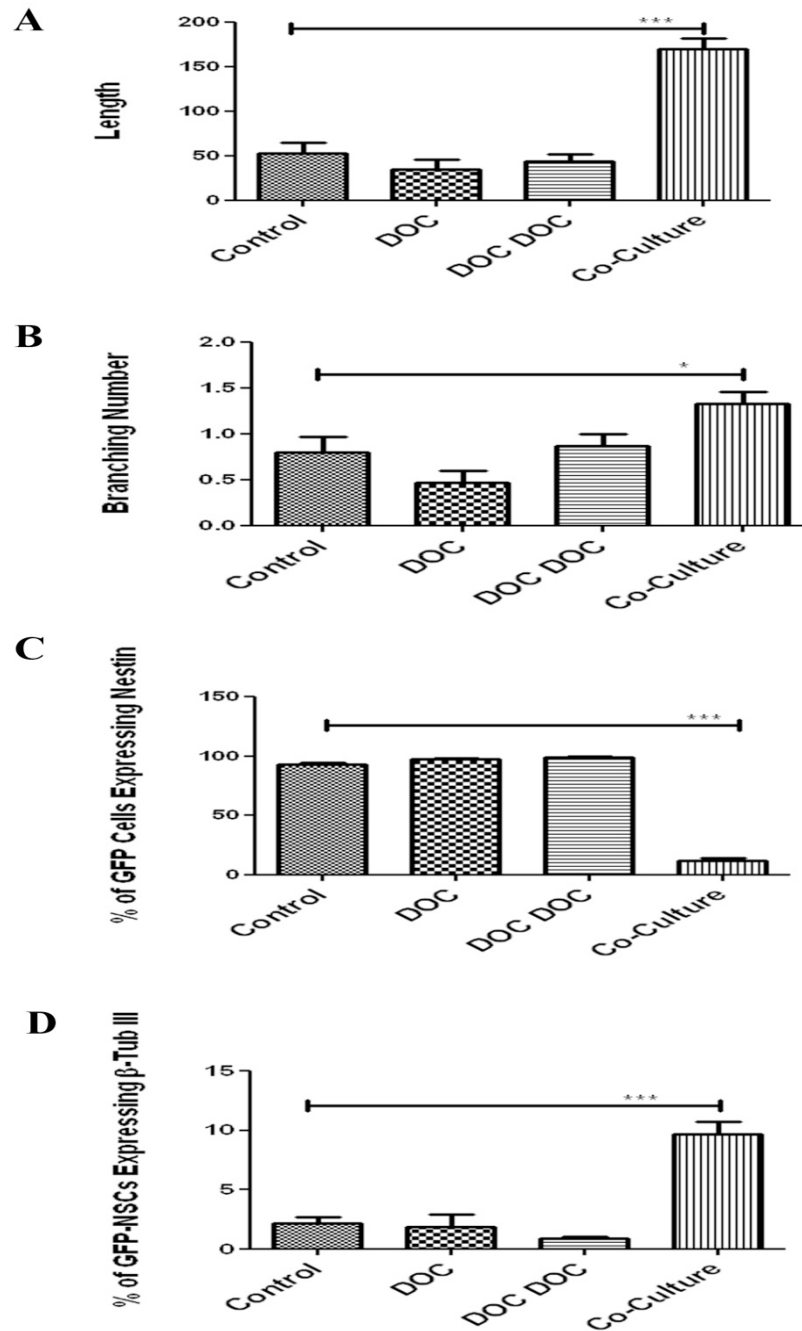 A
Length
200
150
100
50
0
***
Control
DOC
DOC DOC
Co-Culture
B
Branching Number
2.0
1.5
1.0
0.5
0.0
*
Control
DOC
DOC DOC
Co-Culture
C
% of GFP Cells Expressing Nestin
150
100
50
0
***
Control
DOC
DOC DOC
Co-Culture
D
% of GFP-NSCs Expressing β-Tub III
15
10
5
0
***
Control
DOC
DOC DOC
Co-Culture